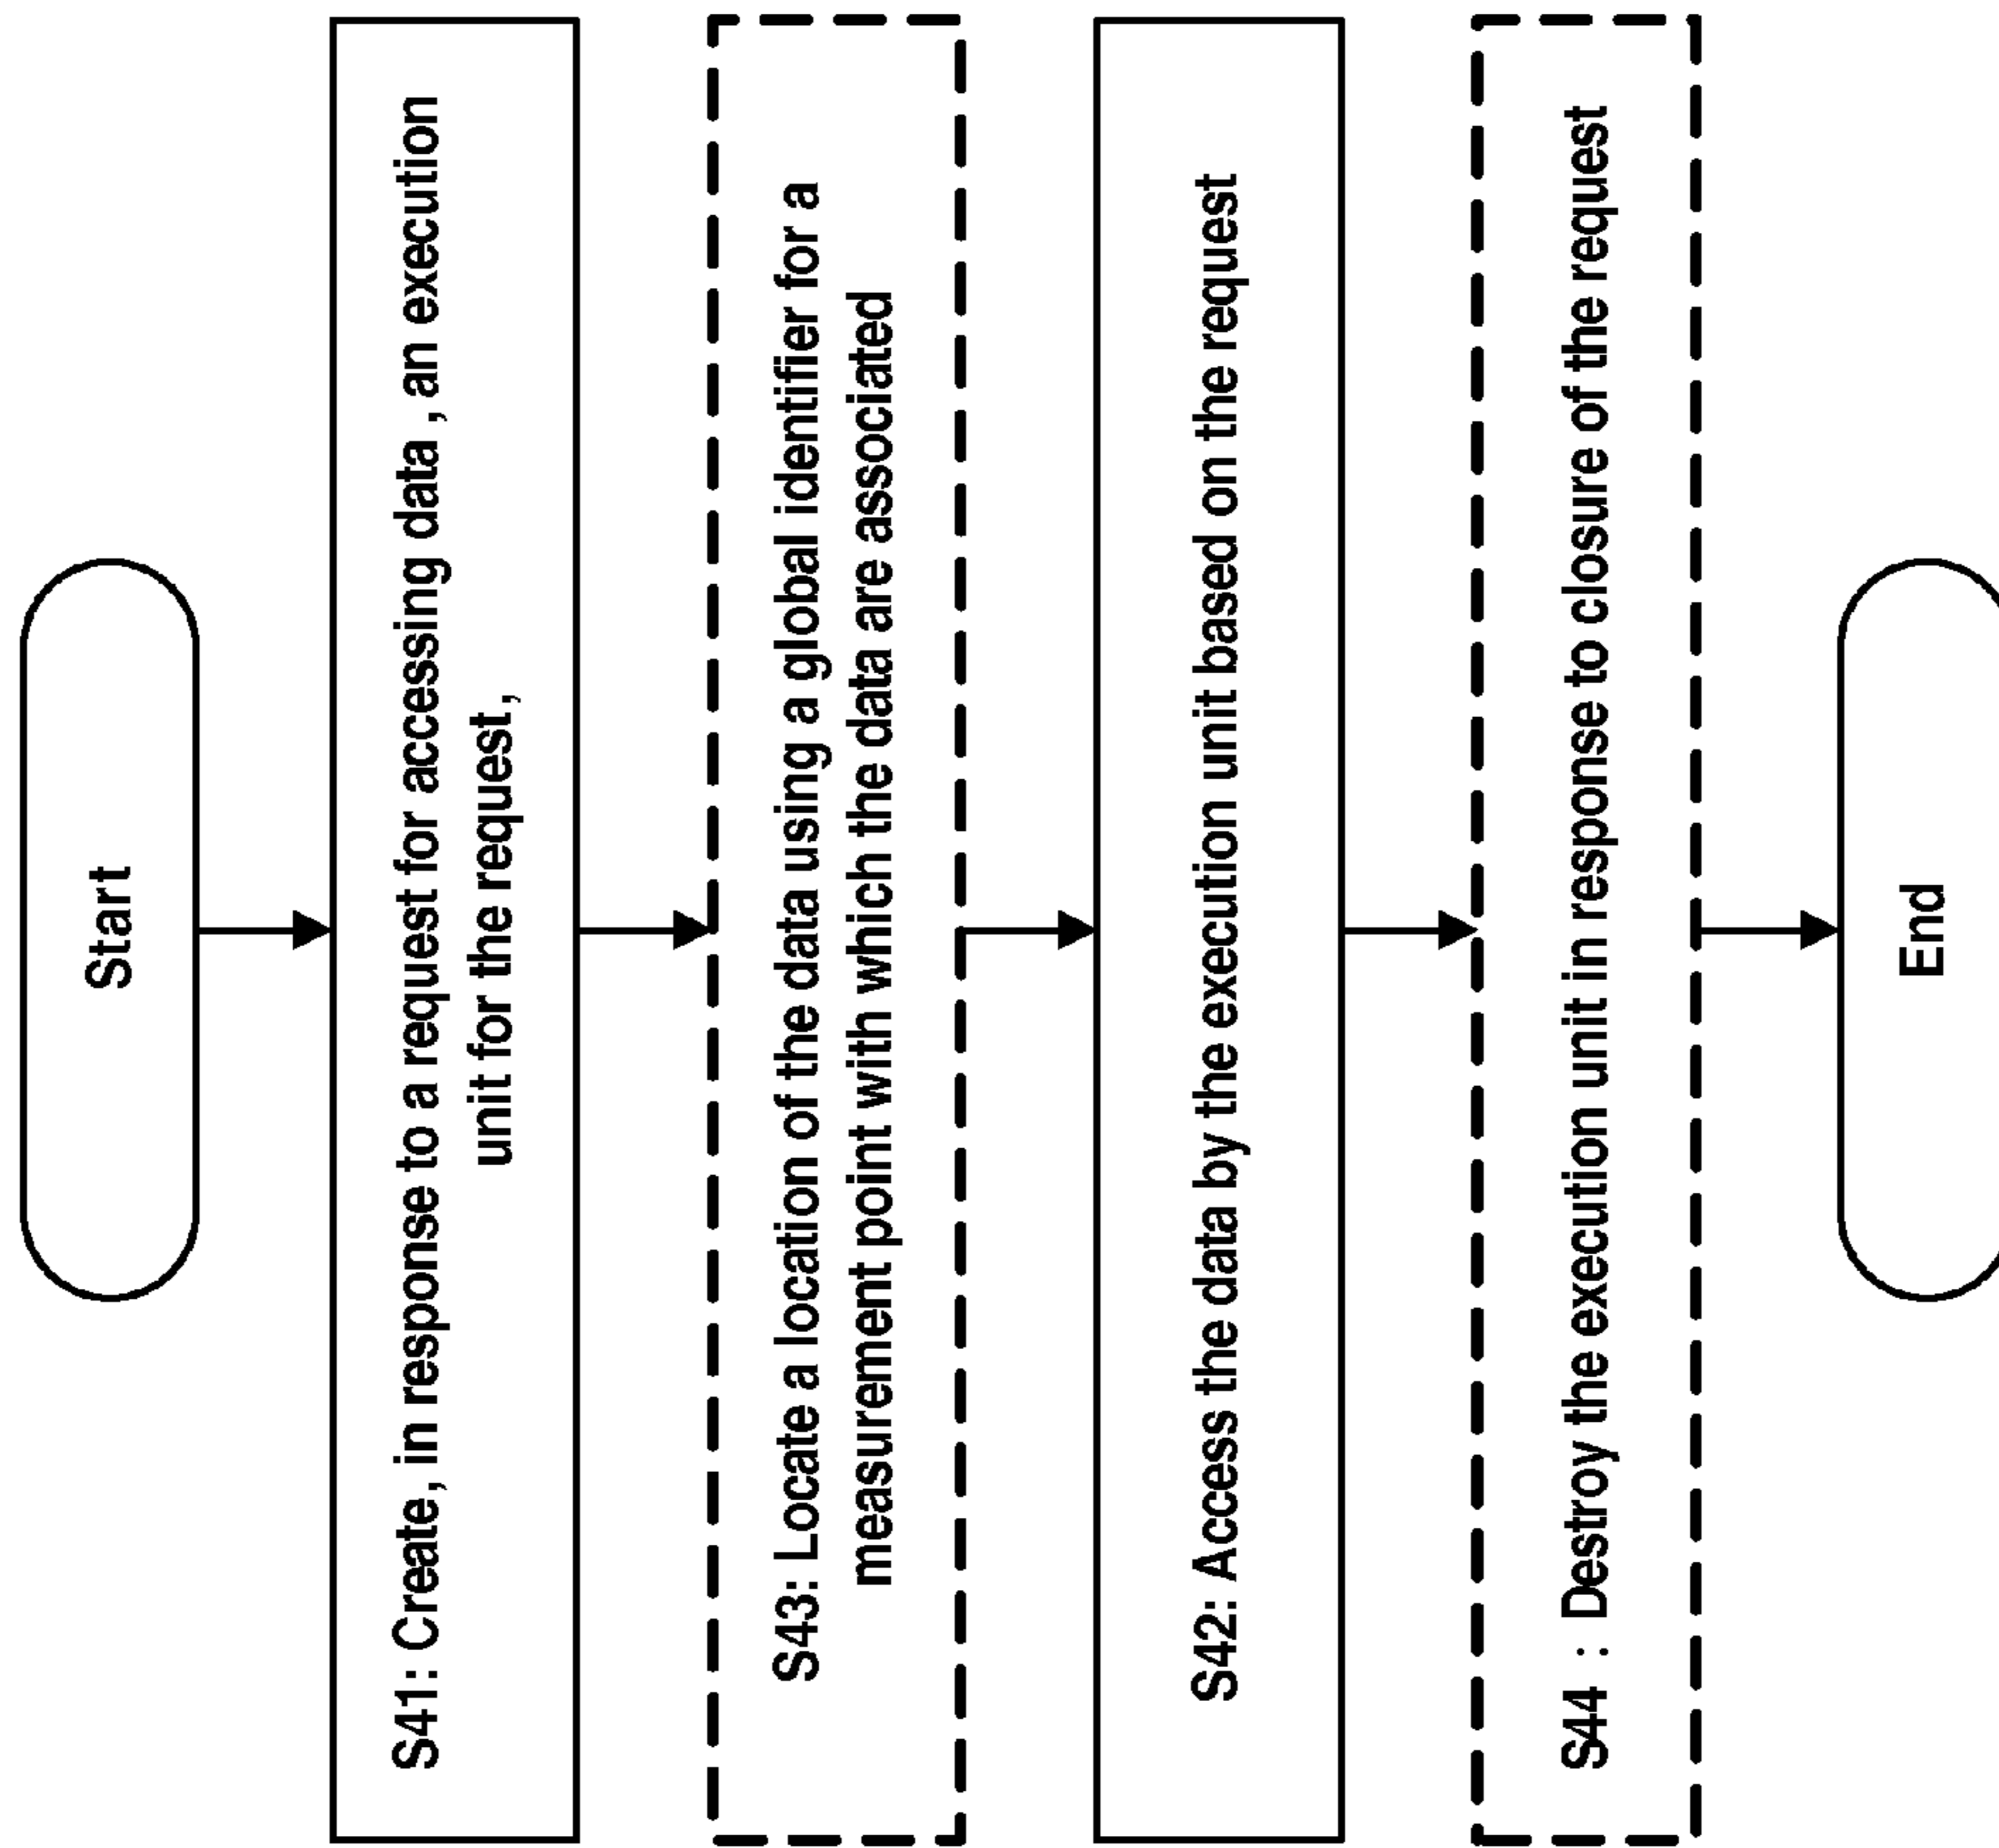 Start
S41: Create, in response to a request for accessing data , an execution
unit for the request,
S43: Locate a location of the data using a global identifier for a
measurement point with which the data are associated
S42: Access the data by the execution unit based on the request
S44 : Destroy the execution unit in response to closure of the request
End